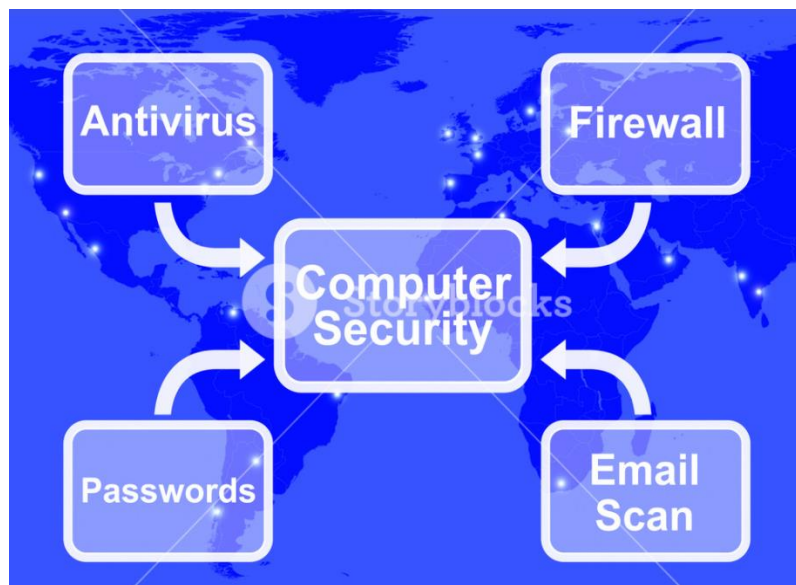 Antivirus
Firewall
Computer
Security
Storyblocks
Passwords
Email
Scan